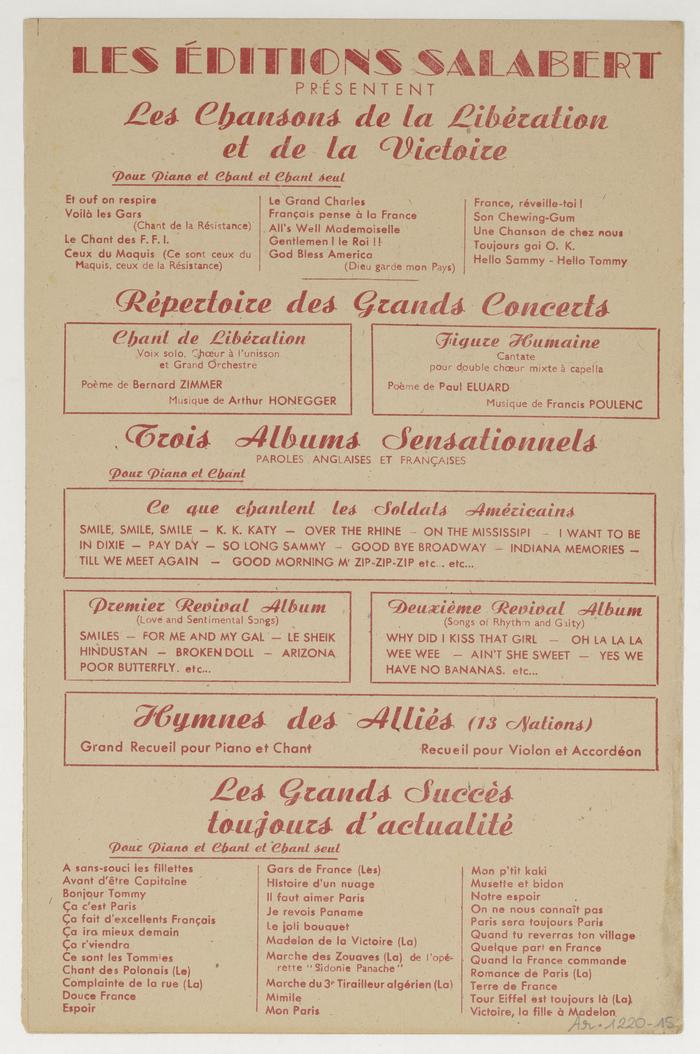 LES ÉDITIONS SALABERT
PRÉSENTENT
Les Chansons de la Libération
et de la Victoire
Pour Piano et Chant et Chant seul
Et ouf on respire
Voilà les Gars
(Chant de la Résistance)
Le Chant des F. F. I.
Ceux du Maquis (Ce sont ceux du
Maquis, ceux de la Résistance)
Le Grand Charles
Français pense à la France
All's Well Mademoiselle
Gentlemen ! le Roi !!
God Bless America
(Dieu garde mon Pays)
France, réveille-toi !
Son Chewing-Gum
Une Chanson de chez nous
Toujours gai O. K.
Hello Sammy - Hello Tommy
Répertoire des Grands Concerts
Chant de Libération
Voix solo, Chœur à l'unisson
et Grand Orchestre
Poème de Bernard ZIMMER
Musique de Arthur HONEGGER
Figure Humaine
Cantate
pour double chœur mixte à capella
Poème de Paul ELUARD
Musique de Francis POULENC
Trois Albums Sensationnels
PAROLES ANGLAISES ET FRANÇAISES
Pour Piano et Chant
Ce que chantent les Soldats Américains
SMILE, SMILE, SMILE — K. K. KATY — OVER THE RHINE — ON THE MISSISSIPI — I WANT TO BE
IN DIXIE — PAY DAY — SO LONG SAMMY — GOOD BYE BROADWAY — INDIANA MEMORIES —
TILL WE MEET AGAIN — GOOD MORNING Mr ZIP-ZIP-ZIP etc... etc...
Premier Revival Album
(Love and Sentimental Songs)
SMILES — FOR ME AND MY GAL — LE SHEIK
HINDUSTAN — BROKEN DOLL — ARIZONA
POOR BUTTERFLY. etc...
Deuxième Revival Album
(Songs of Rhythm and Gaîty)
WHY DID I KISS THAT GIRL — OH LA LA LA
WEE WEE — AIN'T SHE SWEET — YES WE
HAVE NO BANANAS. etc...
Hymnes des Alliés (13 Nations)
Grand Recueil pour Piano et Chant
Recueil pour Violon et Accordéon
Les Grands Succès
toujours d'actualité
Pour Piano et Chant et Chant seul
A sans-souci les fillettes
Avant d'être Capitaine
Bonjour Tommy
Ça c'est Paris
Ça fait d'excellents Français
Ça ira mieux demain
Ça r'viendra
Ce sont les Tommies
Chant des Polonais (Le)
Complainte de la rue (La)
Douce France
Espoir
Gars de France (Les)
Histoire d'un nuage
Il faut aimer Paris
Je revois Paname
Le joli bouquet
Madelon de la Victoire (La)
Marche des Zouaves (La) de l'opé-
rette "Sidonie Panache"
Marche du 3e Tirailleur algérien (La)
Mimile
Mon Paris
Mon p'tit kaki
Musette et bidon
Notre espoir
On ne nous connaît pas
Paris sera toujours Paris
Quand tu reverras ton village
Quelque part en France
Quand la France commande
Romance de Paris (La)
Terre de France
Tour Eiffel est toujours là (La)
Victoire, la fille à Madelon
Ar. 1220-15